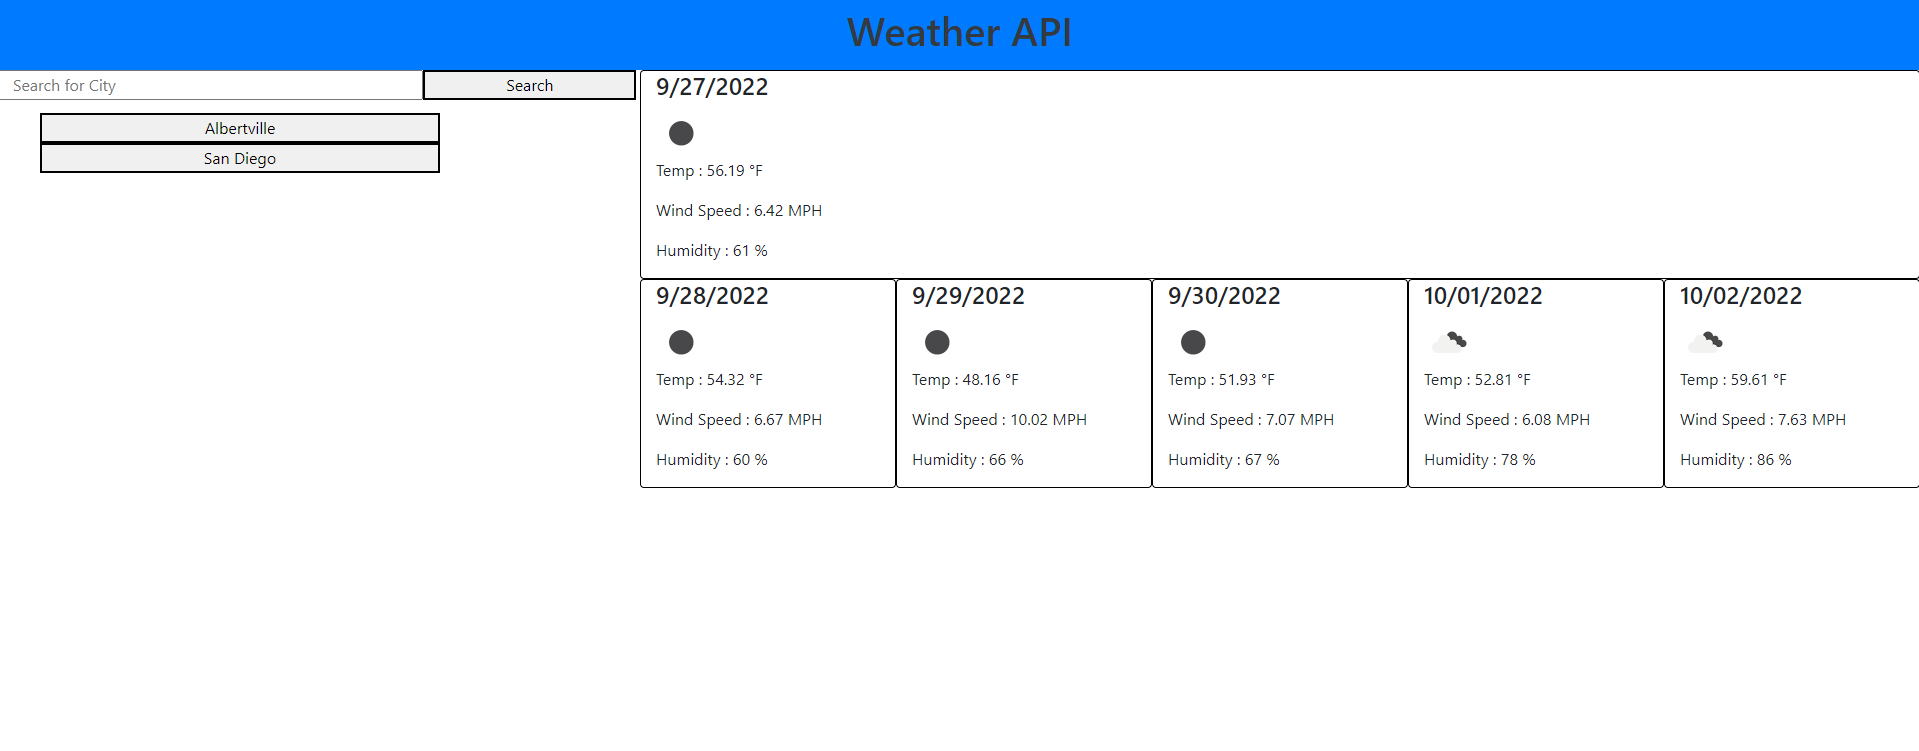 Weather API
Search for City
Search
Albertville
San Diego
9/27/2022
Temp : 56.19 °F
Wind Speed : 6.42 MPH
Humidity : 61 %
9/28/2022
Temp : 54.32 °F
Wind Speed : 6.67 MPH
Humidity : 60 %
9/29/2022
Temp : 48.16 °F
Wind Speed : 10.02 MPH
Humidity : 66 %
9/30/2022
Temp : 51.93 °F
Wind Speed : 7.07 MPH
Humidity : 67 %
10/01/2022
Temp : 52.81 °F
Wind Speed : 6.08 MPH
Humidity : 78 %
10/02/2022
Temp : 59.61 °F
Wind Speed : 7.63 MPH
Humidity : 86 %